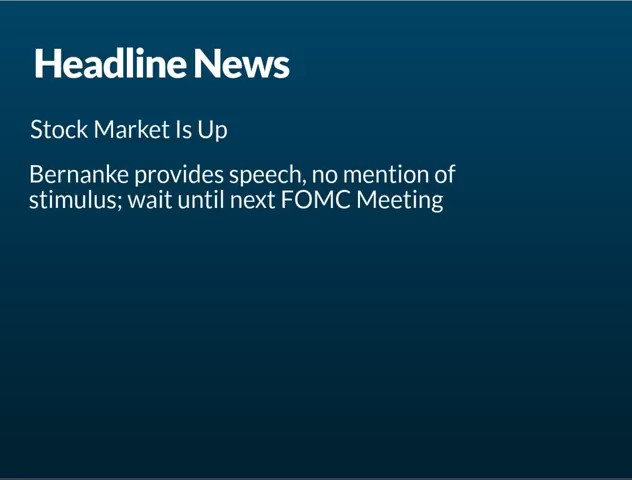 Headline News
Stock Market Is Up
Bernanke provides speech, no mention of
stimulus; wait until next FOMC Meeting